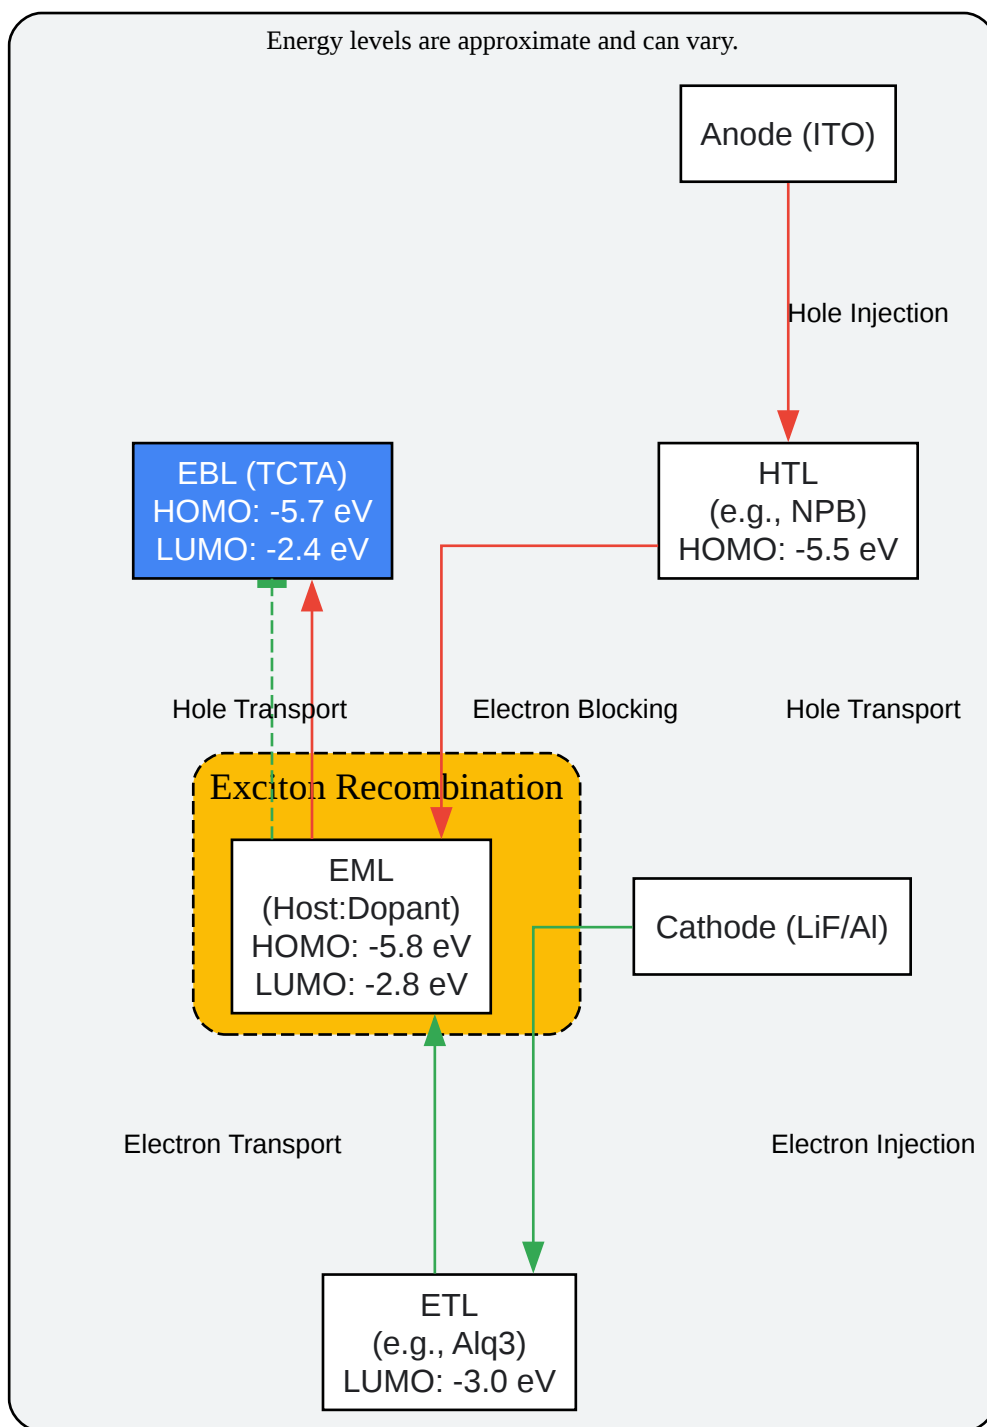 Energy levels are approximate and can vary.
Anode (ITO)
Hole Injection
EBL (TCTA)
HOMO: -5.7 eV
LUMO: -2.4 eV
HTL
(e.g., NPB)
HOMO: -5.5 eV
Hole Transport
Electron Blocking
Hole Transport
Exciton Recombination
EML
(Host:Dopant)
HOMO: -5.8 eV
LUMO: -2.8 eV
Cathode (LiF/Al)
Electron Transport
Electron Injection
ETL
(e.g., Alq3)
LUMO: -3.0 eV